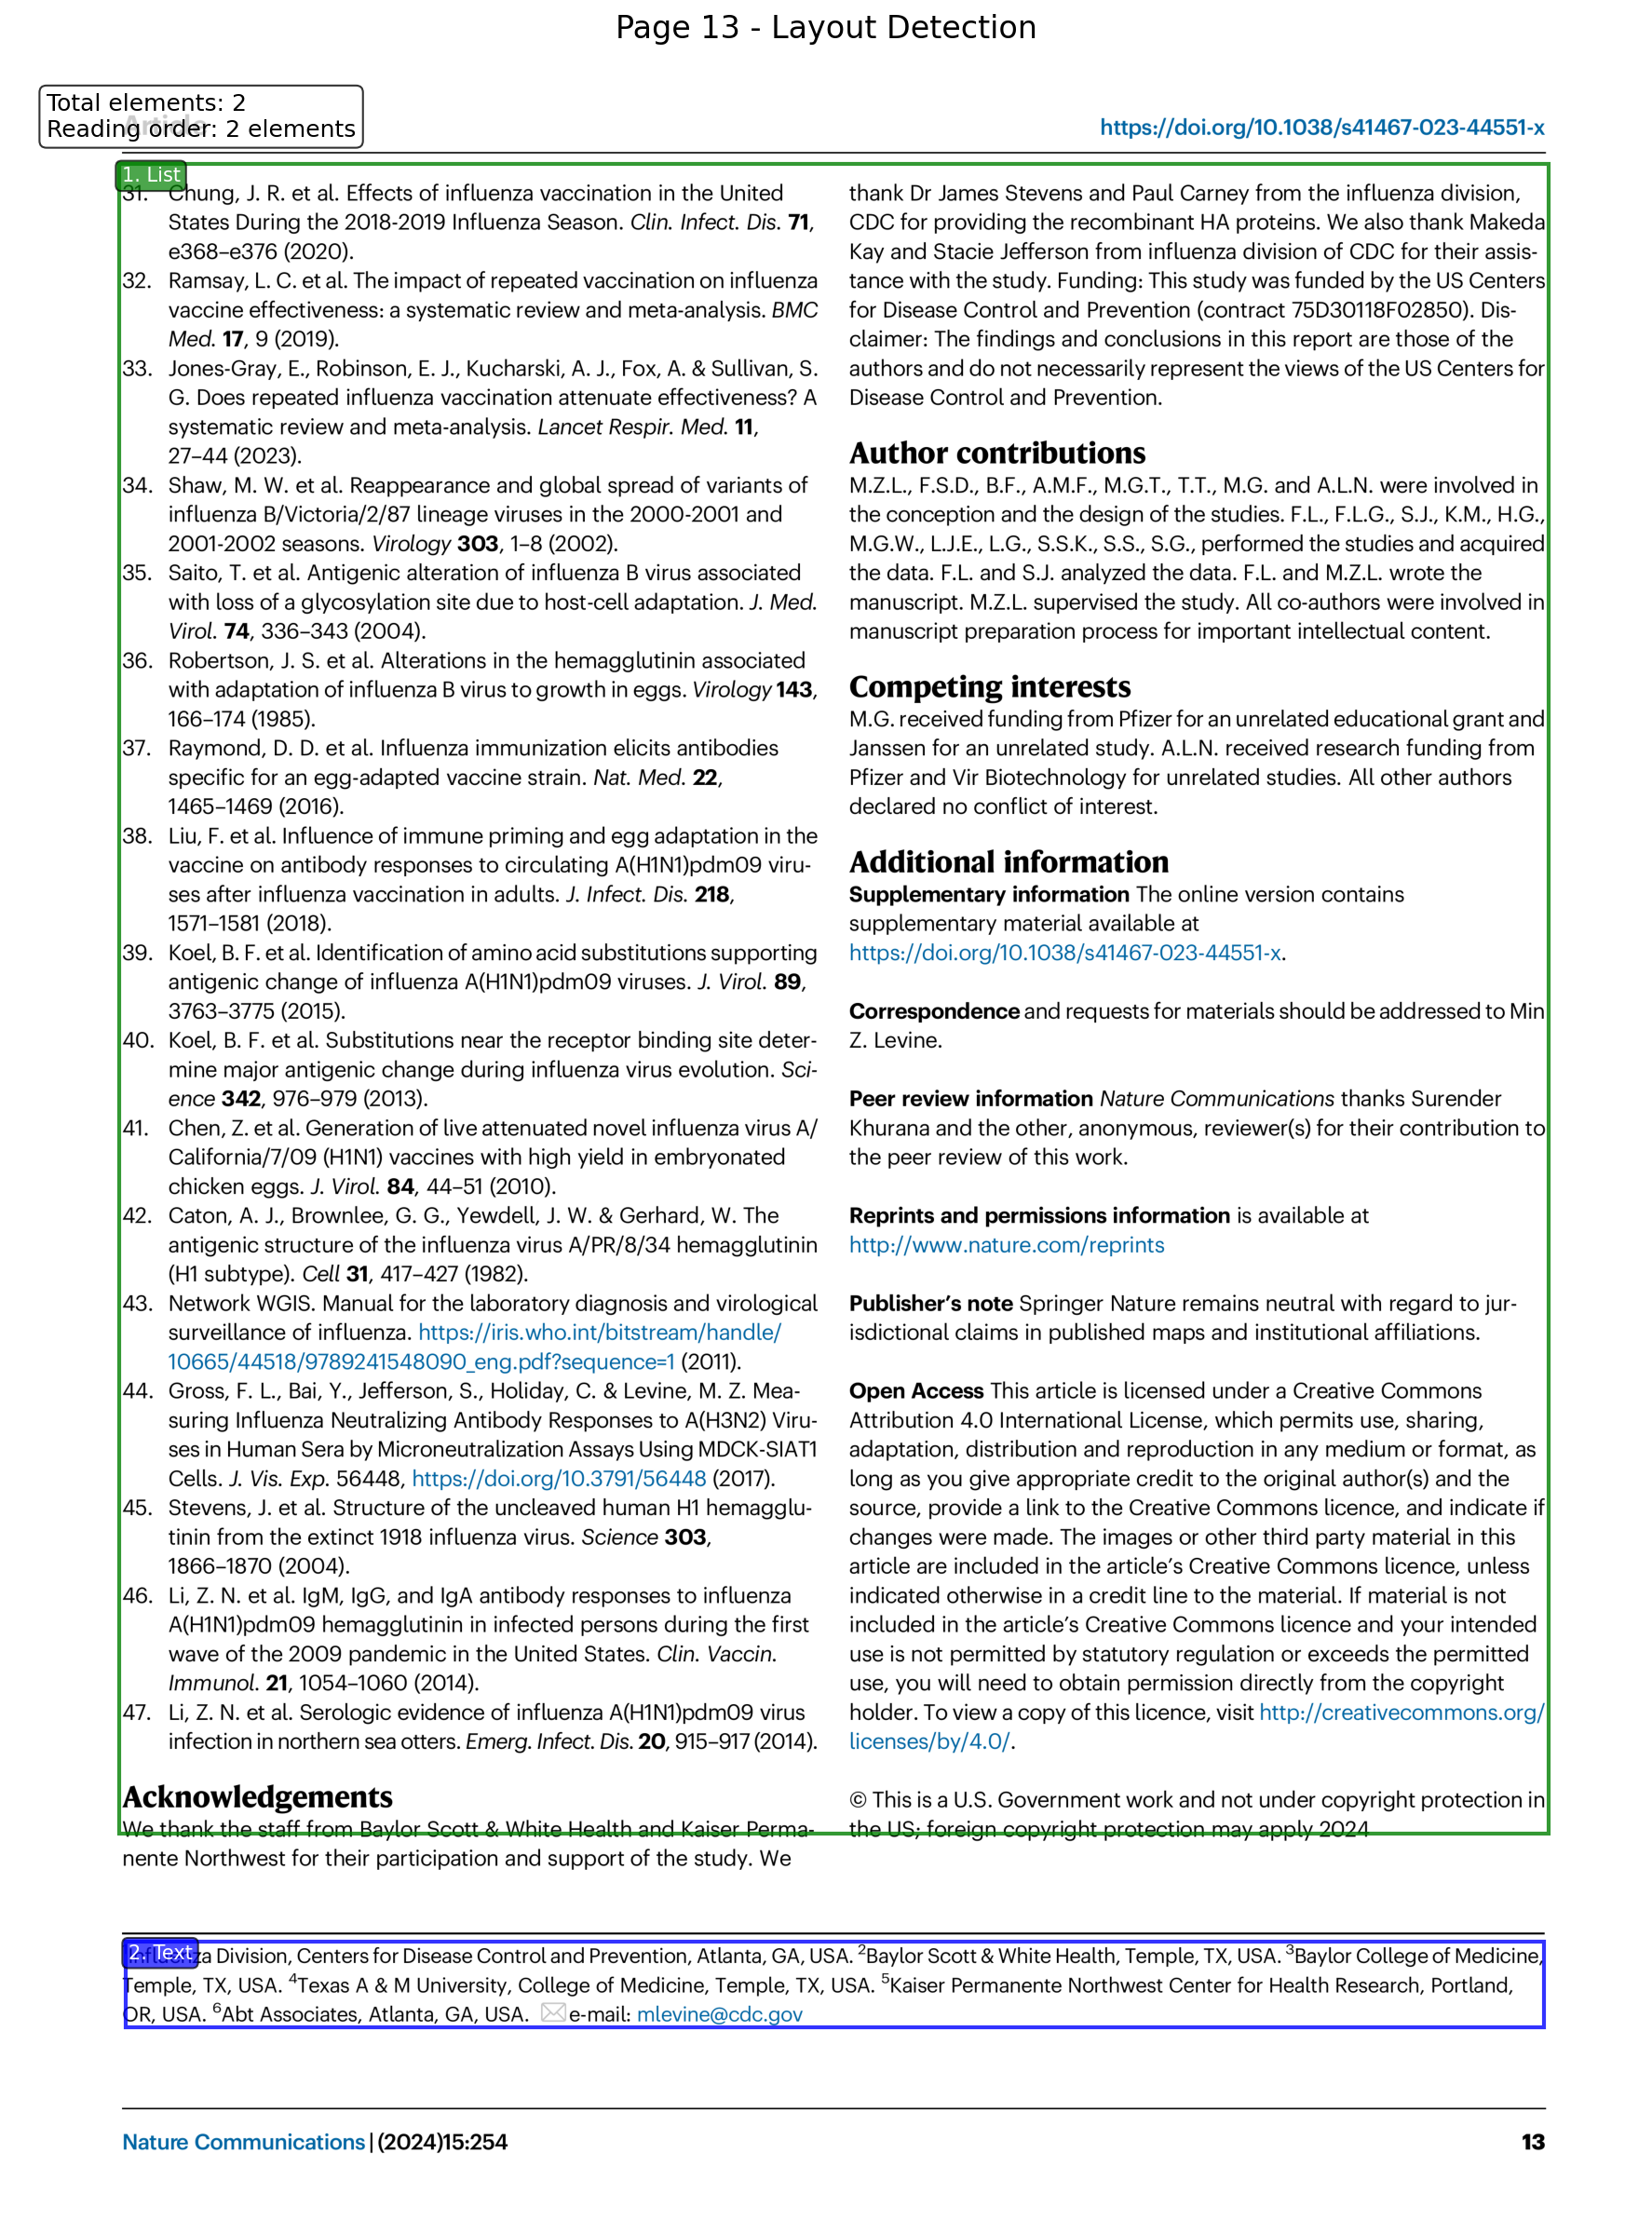 Page 13 - Layout Detection
Total elements: 2
Reading order: 2 elements
Article
https://doi.org/10.1038/s41467-023-44551-x
1. List
31. Chung, J. R. et al. Effects of influenza vaccination in the United
States During the 2018-2019 Influenza Season. Clin. Infect. Dis. 71,
e368–e376 (2020).
32. Ramsay, L. C. et al. The impact of repeated vaccination on influenza
vaccine effectiveness: a systematic review and meta-analysis. BMC
Med. 17, 9 (2019).
33. Jones-Gray, E., Robinson, E. J., Kucharski, A. J., Fox, A. & Sullivan, S.
G. Does repeated influenza vaccination attenuate effectiveness? A
systematic review and meta-analysis. Lancet Respir. Med. 11,
27–44 (2023).
34. Shaw, M. W. et al. Reappearance and global spread of variants of
influenza B/Victoria/2/87 lineage viruses in the 2000-2001 and
2001-2002 seasons. Virology 303, 1–8 (2002).
35. Saito, T. et al. Antigenic alteration of influenza B virus associated
with loss of a glycosylation site due to host-cell adaptation. J. Med.
Virol. 74, 336–343 (2004).
36. Robertson, J. S. et al. Alterations in the hemagglutinin associated
with adaptation of influenza B virus to growth in eggs. Virology 143,
166–174 (1985).
37. Raymond, D. D. et al. Influenza immunization elicits antibodies
specific for an egg-adapted vaccine strain. Nat. Med. 22,
1465–1469 (2016).
38. Liu, F. et al. Influence of immune priming and egg adaptation in the
vaccine on antibody responses to circulating A(H1N1)pdm09 viru-
ses after influenza vaccination in adults. J. Infect. Dis. 218,
1571–1581 (2018).
39. Koel, B. F. et al. Identification of amino acid substitutions supporting
antigenic change of influenza A(H1N1)pdm09 viruses. J. Virol. 89,
3763–3775 (2015).
40. Koel, B. F. et al. Substitutions near the receptor binding site deter-
mine major antigenic change during influenza virus evolution. Sci-
ence 342, 976–979 (2013).
41. Chen, Z. et al. Generation of live attenuated novel influenza virus A/
California/7/09 (H1N1) vaccines with high yield in embryonated
chicken eggs. J. Virol. 84, 44–51 (2010).
42. Caton, A. J., Brownlee, G. G., Yewdell, J. W. & Gerhard, W. The
antigenic structure of the influenza virus A/PR/8/34 hemagglutinin
(H1 subtype). Cell 31, 417–427 (1982).
43. Network WGIS. Manual for the laboratory diagnosis and virological
surveillance of influenza. https://iris.who.int/bitstream/handle/
10665/44518/9789241548090_eng.pdf?sequence=1 (2011).
44. Gross, F. L., Bai, Y., Jefferson, S., Holiday, C. & Levine, M. Z. Mea-
suring Influenza Neutralizing Antibody Responses to A(H3N2) Viru-
ses in Human Sera by Microneutralization Assays Using MDCK-SIAT1
Cells. J. Vis. Exp. 56448, https://doi.org/10.3791/56448 (2017).
45. Stevens, J. et al. Structure of the uncleaved human H1 hemagglu-
tinin from the extinct 1918 influenza virus. Science 303,
1866–1870 (2004).
46. Li, Z. N. et al. IgM, IgG, and IgA antibody responses to influenza
A(H1N1)pdm09 hemagglutinin in infected persons during the first
wave of the 2009 pandemic in the United States. Clin. Vaccin.
Immunol. 21, 1054–1060 (2014).
47. Li, Z. N. et al. Serologic evidence of influenza A(H1N1)pdm09 virus
infection in northern sea otters. Emerg. Infect. Dis. 20, 915–917 (2014).
Acknowledgements
We thank the staff from Baylor Scott & White Health and Kaiser Perma-
nente Northwest for their participation and support of the study. We
thank Dr James Stevens and Paul Carney from the influenza division,
CDC for providing the recombinant HA proteins. We also thank Makeda
Kay and Stacie Jefferson from influenza division of CDC for their assis-
tance with the study. Funding: This study was funded by the US Centers
for Disease Control and Prevention (contract 75D30118F02850). Dis-
claimer: The findings and conclusions in this report are those of the
authors and do not necessarily represent the views of the US Centers for
Disease Control and Prevention.
Author contributions
M.Z.L., F.S.D., B.F., A.M.F., M.G.T., T.T., M.G. and A.L.N. were involved in
the conception and the design of the studies. F.L., F.L.G., S.J., K.M., H.G.,
M.G.W., L.J.E., L.G., S.S.K., S.S., S.G., performed the studies and acquired
the data. F.L. and S.J. analyzed the data. F.L. and M.Z.L. wrote the
manuscript. M.Z.L. supervised the study. All co-authors were involved in
manuscript preparation process for important intellectual content.
Competing interests
M.G. received funding from Pfizer for an unrelated educational grant and
Janssen for an unrelated study. A.L.N. received research funding from
Pfizer and Vir Biotechnology for unrelated studies. All other authors
declared no conflict of interest.
Additional information
Supplementary information The online version contains
supplementary material available at
https://doi.org/10.1038/s41467-023-44551-x.
Correspondence and requests for materials should be addressed to Min
Z. Levine.
Peer review information Nature Communications thanks Surender
Khurana and the other, anonymous, reviewer(s) for their contribution to
the peer review of this work.
Reprints and permissions information is available at
http://www.nature.com/reprints
Publisher's note Springer Nature remains neutral with regard to jur-
isdictional claims in published maps and institutional affiliations.
Open Access This article is licensed under a Creative Commons
Attribution 4.0 International License, which permits use, sharing,
adaptation, distribution and reproduction in any medium or format, as
long as you give appropriate credit to the original author(s) and the
source, provide a link to the Creative Commons licence, and indicate if
changes were made. The images or other third party material in this
article are included in the article's Creative Commons licence, unless
indicated otherwise in a credit line to the material. If material is not
included in the article's Creative Commons licence and your intended
use is not permitted by statutory regulation or exceeds the permitted
use, you will need to obtain permission directly from the copyright
holder. To view a copy of this licence, visit http://creativecommons.org/
licenses/by/4.0/.
© This is a U.S. Government work and not under copyright protection in
the US; foreign copyright protection may apply 2024
2. Text
Influenza Division, Centers for Disease Control and Prevention, Atlanta, GA, USA. ²Baylor Scott & White Health, Temple, TX, USA. ³Baylor College of Medicine,
Temple, TX, USA. ⁴Texas A & M University, College of Medicine, Temple, TX, USA. ⁵Kaiser Permanente Northwest Center for Health Research, Portland,
OR, USA. ⁶Abt Associates, Atlanta, GA, USA. e-mail: mlevine@cdc.gov
Nature Communications | (2024)15:254
13